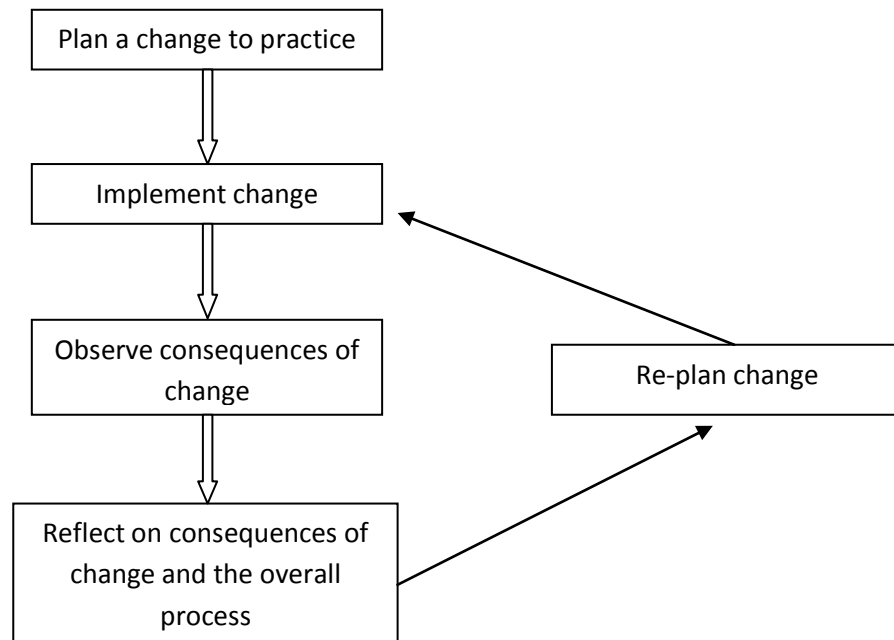 Plan a change to practice
Implement change
Observe consequences of
change
Re-plan change
Reflect on consequences of
change and the overall
process